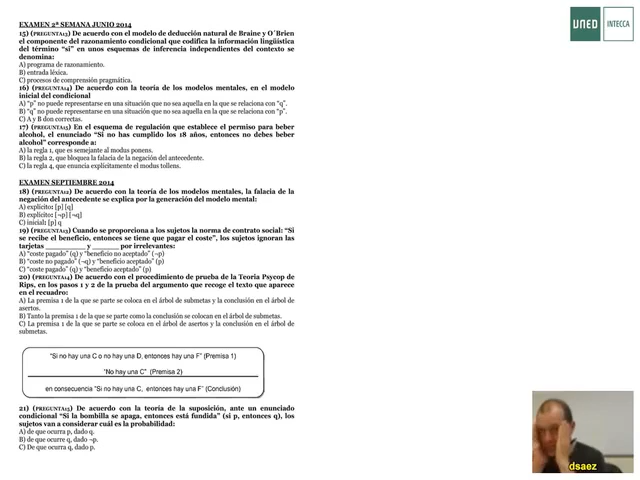 EXAMEN 2ª SEMANA JUNIO 2014
15) (PREGUNTA13) De acuerdo con el modelo de deducción natural de Braine y O´Brien
el componente del razonamiento condicional que codifica la información lingüística
del término “si” en unos esquemas de inferencia independientes del contexto se
denomina:
A) programa de razonamiento.
B) entrada léxica.
C) procesos de comprensión pragmática.
16) (PREGUNTA14) De acuerdo con la teoría de los modelos mentales, en el modelo
inicial del condicional
A) “p” no puede representarse en una situación que no sea aquella en la que se relaciona con “q”.
B) “q” no puede representarse en una situación que no sea aquella en la que se relaciona con “p”.
C) A y B don correctas.
17) (PREGUNTA15) En el esquema de regulación que establece el permiso para beber
alcohol, el enunciado “Si no has cumplido los 18 años, entonces no debes beber
alcohol” corresponde a:
A) la regla 1, que es semejante al modus ponens.
B) la regla 2, que bloquea la falacia de la negación del antecedente.
C) la regla 4, que enuncia explícitamente el modus tollens.
EXAMEN SEPTIEMBRE 2014
18) (PREGUNTA12) De acuerdo con la teoría de los modelos mentales, la falacia de la
negación del antecedente se explica por la generación del modelo mental:
A) explícito: [p] [q]
B) explícito: [¬p] [¬q]
C) inicial: [p] q
19) (PREGUNTA13) Cuando se proporciona a los sujetos la norma de contrato social: “Si
se recibe el beneficio, entonces se tiene que pagar el coste”, los sujetos ignoran las
tarjetas _________ y ______ por irrelevantes:
A) “coste pagado” (q) y “beneficio no aceptado” (¬p)
B) “coste no pagado” (¬q) y “beneficio aceptado” (p)
C) “coste pagado” (q) y “beneficio aceptado” (p)
20) (PREGUNTA14) De acuerdo con el procedimiento de prueba de la Teoría Psycop de
Rips, en los pasos 1 y 2 de la prueba del argumento que recoge el texto que aparece
en el recuadro:
A) La premisa 1 de la que se parte se coloca en el árbol de submetas y la conclusión en el árbol de
asertos.
B) Tanto la premisa 1 de la que se parte como la conclusión se colocan en el árbol de submetas.
C) La premisa 1 de la que se parte se coloca en el árbol de asertos y la conclusión en el árbol de
submetas.
“Si no hay una C o no hay una D, entonces hay una F” (Premisa 1)
“No hay una C” (Premisa 2)
en consecuencia “Si no hay una C, entonces hay una F” (Conclusión)
21) (PREGUNTA13) De acuerdo con la teoría de la suposición, ante un enunciado
condicional “Si la bombilla se apaga, entonces está fundida” (si p, entonces q), los
sujetos van a considerar cuál es la probabilidad:
A) de que ocurra p, dado q.
B) de que ocurre q, dado ¬p.
C) De que ocurra q, dado p.
UNED INTECCA
dsaez